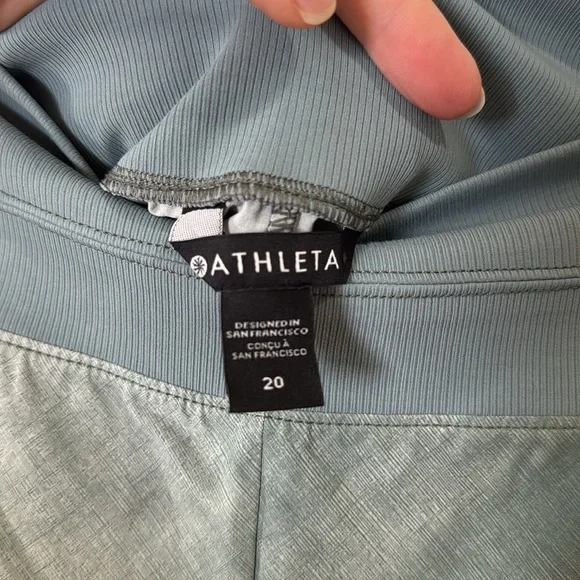 ATHLETA
DESIGNED IN
SAN FRANCISCO
CONÇU À
SAN FRANCISCO
20